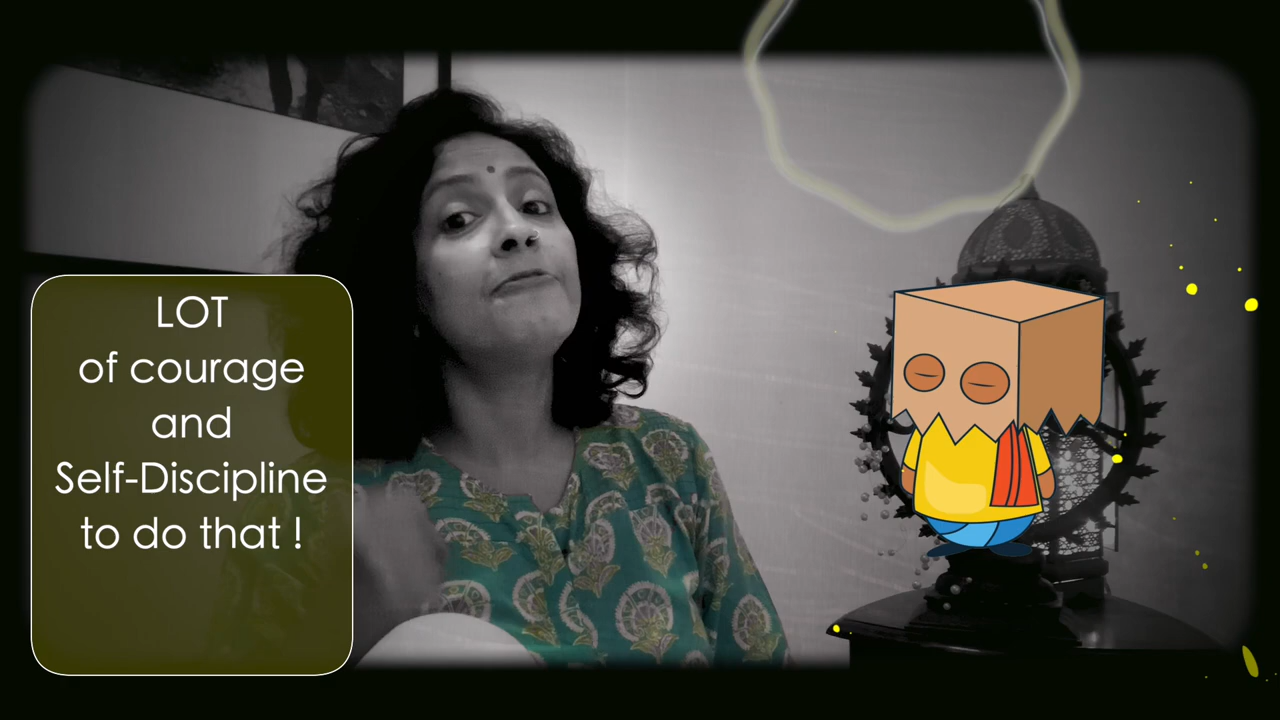 LOT
of courage
and
Self-Discipline
to do that !